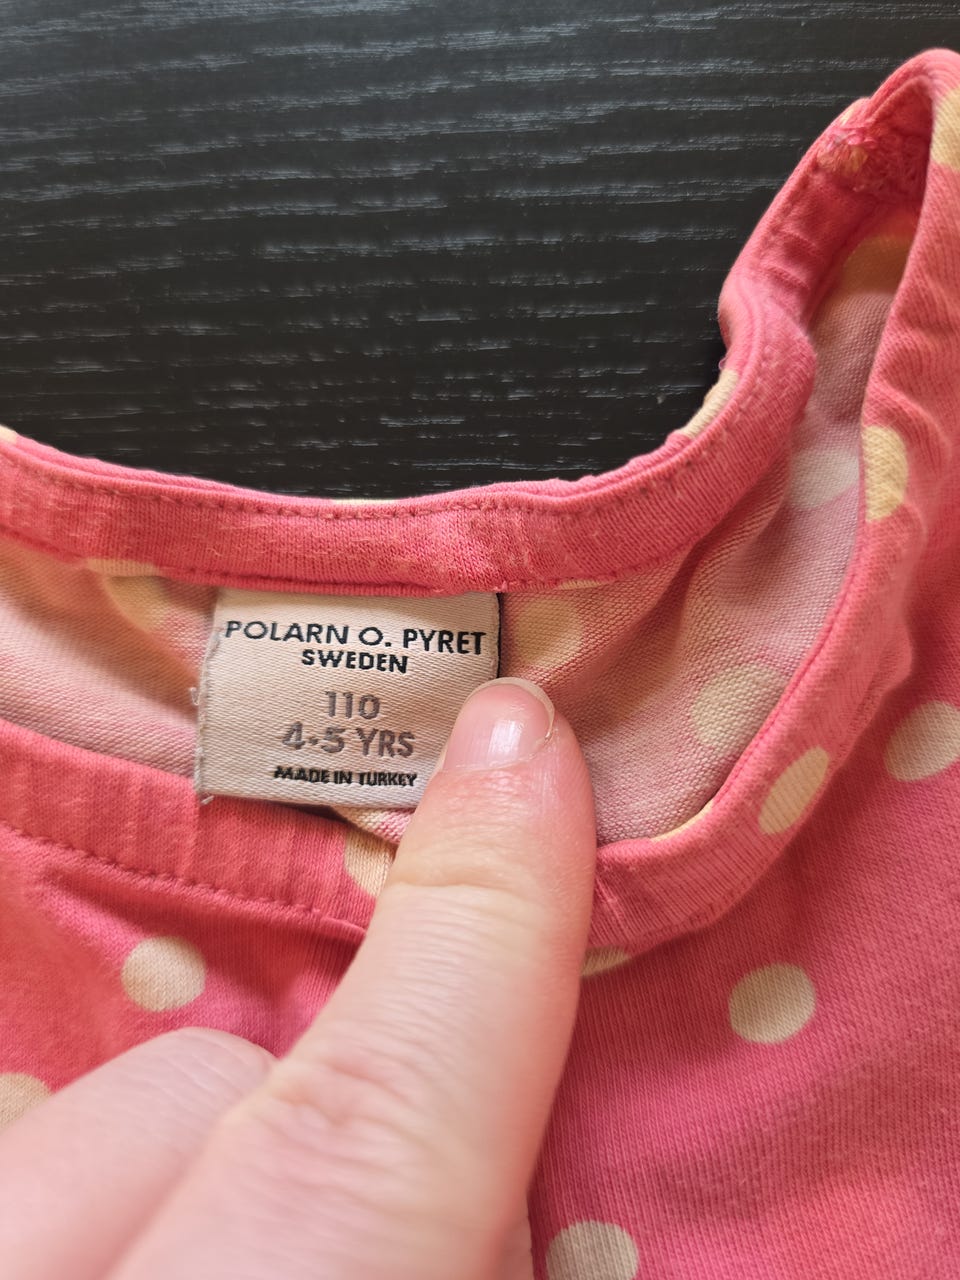 POLARN O. PYRET
SWEDEN
110
4-5 YRS
MADE IN TURKEY